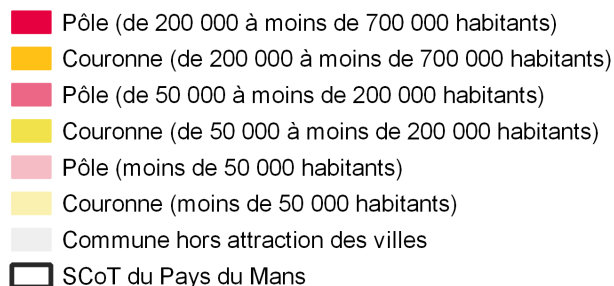 Pôle (de 200 000 à moins de 700 000 habitants)
Couronne (de 200 000 à moins de 700 000 habitants)
Pôle (de 50 000 à moins de 200 000 habitants)
Couronne (de 50 000 à moins de 200 000 habitants)
Pôle (moins de 50 000 habitants)
Couronne (moins de 50 000 habitants)
Commune hors attraction des villes
SCoT du Pays du Mans